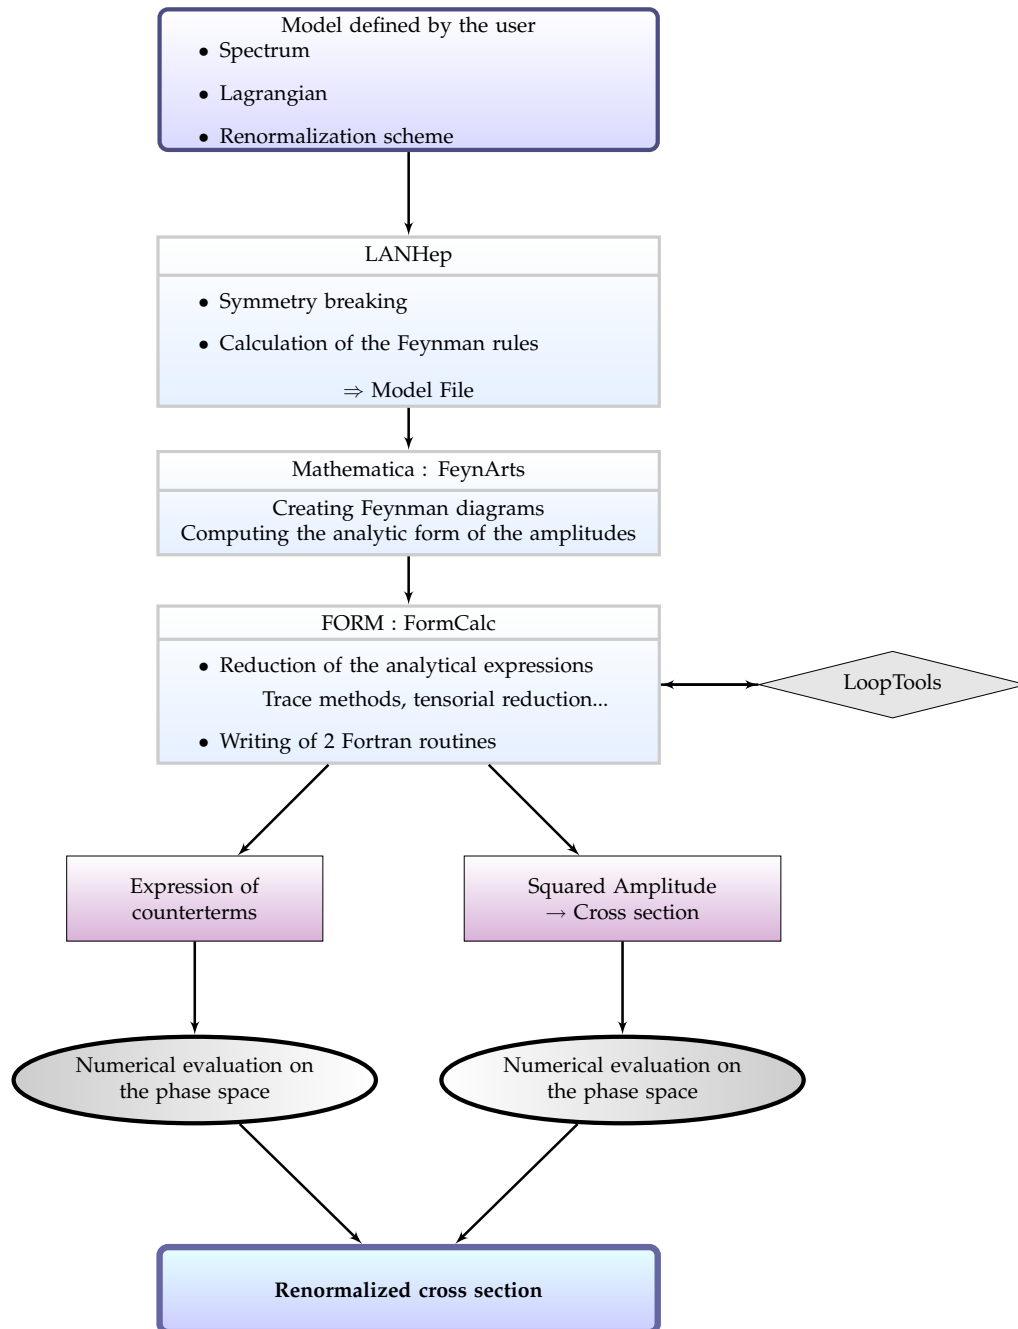 Model defined by the user
• Spectrum
• Lagrangian
• Renormalization scheme
LANHep
• Symmetry breaking
• Calculation of the Feynman rules
⇒ Model File
Mathematica : FeynArts
Creating Feynman diagrams
Computing the analytic form of the amplitudes
FORM : FormCalc
• Reduction of the analytical expressions
Trace methods, tensorial reduction...
• Writing of 2 Fortran routines
LoopTools
Expression of
counterterms
Squared Amplitude
→ Cross section
Numerical evaluation on
the phase space
Numerical evaluation on
the phase space
Renormalized cross section